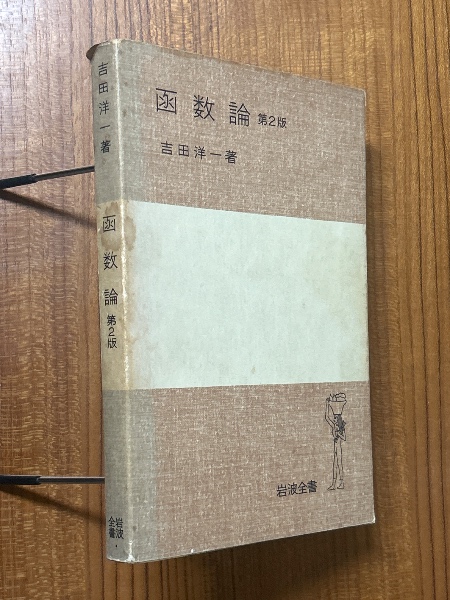 函数論 第2版
吉田洋一著
岩波全書
吉田洋一著
函数論 第2版
岩波
全書